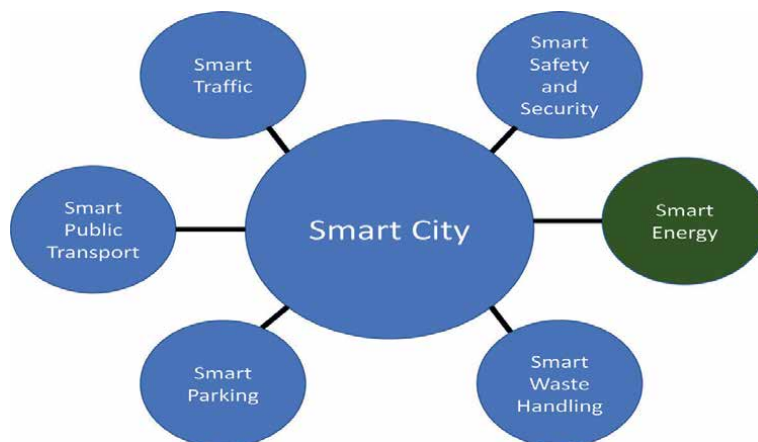 Smart
Traffic
Smart
Safety
and
Security
Smart
Public
Transport
Smart City
Smart
Energy
Smart
Parking
Smart
Waste
Handling